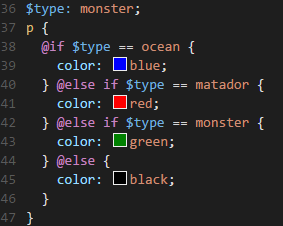 36 $type: monster;
37 p {
38   @if $type == ocean {
39     color: blue;
40   } @else if $type == matador {
41     color: red;
42   } @else if $type == monster {
43     color: green;
44   } @else {
45     color: black;
46   }
47 }